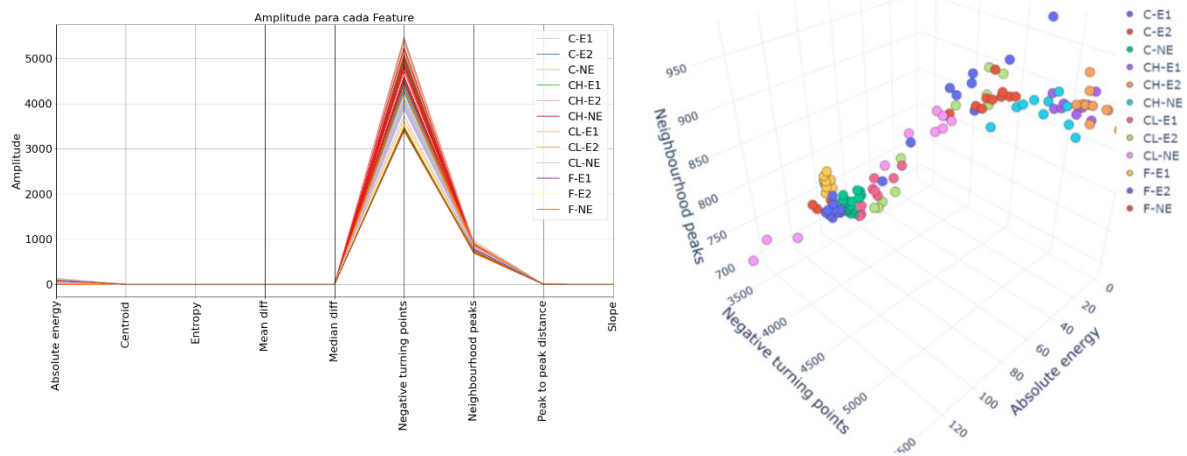 Amplitude para cada Feature
Amplitude
5000
4000
3000
2000
1000
0
C-E1
C-E2
C-NE
CH-E1
CH-E2
CH-NE
CL-E1
CL-E2
CL-NE
F-E1
F-E2
F-NE
Absolute energy
Centroid
Entropy
Mean diff
Median diff
Negative turning points
Neighbourhood peaks
Peak to peak distance
Slope
Neighbourhood peaks
950
900
850
800
750
700
Negative turning points
3500
4000
4500
5000
500
Absolute energy
0
20
40
60
80
100
120
C-E1
C-E2
C-NE
CH-E1
CH-E2
CH-NE
CL-E1
CL-E2
CL-NE
F-E1
F-E2
F-NE